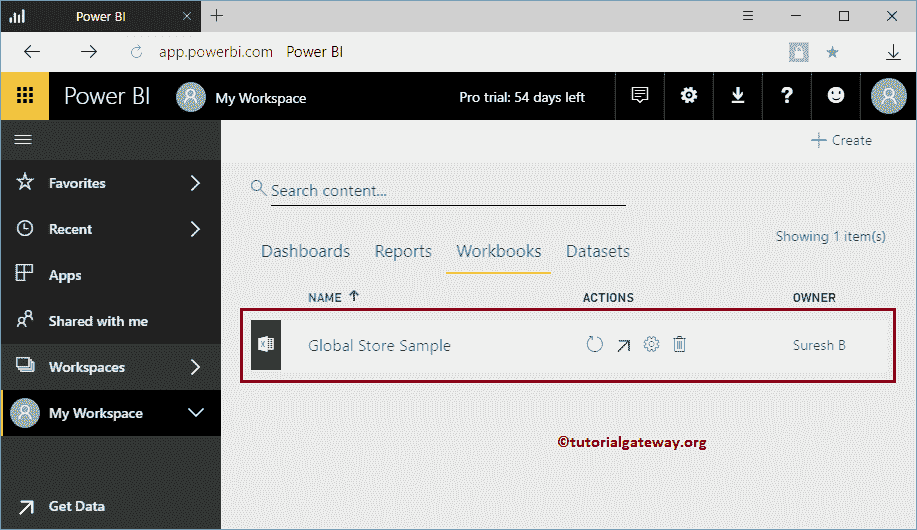 Power BI
app.powerbi.com Power BI
Power BI My Workspace Pro trial: 54 days left
Create
Favorites
Search content...
Recent
Showing 1 item(s)
Dashboards Reports Workbooks Datasets
Apps
NAME ACTIONS OWNER
Shared with me
Global Store Sample Suresh B
Workspaces
My Workspace
©tutorialgateway.org
Get Data